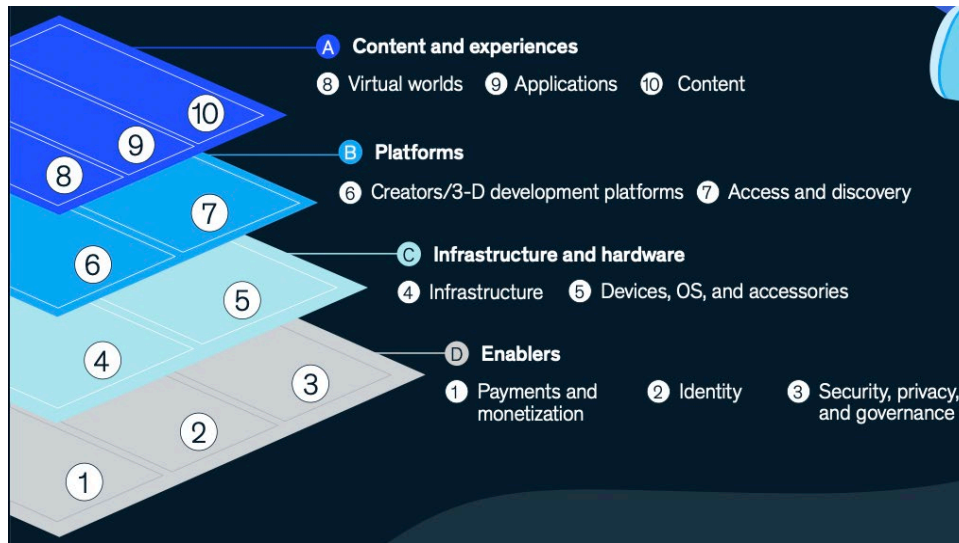 A Content and experiences
8 Virtual worlds 9 Applications 10 Content
B Platforms
6 Creators/3-D development platforms 7 Access and discovery
C Infrastructure and hardware
4 Infrastructure 5 Devices, OS, and accessories
D Enablers
1 Payments and monetization 2 Identity 3 Security, privacy, and governance
10
9
8
7
6
5
4
3
2
1